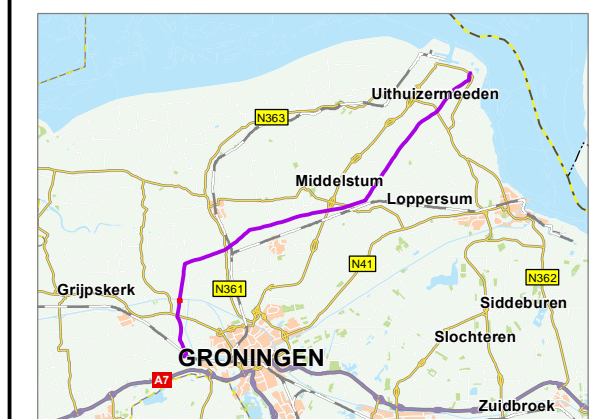 Uithuizermeeden
N363
Middelstum
Loppersum
N41
N362
Grijpskerk
N361
Siddeburen
Slochteren
GRONINGEN
A7
Zuidbroek